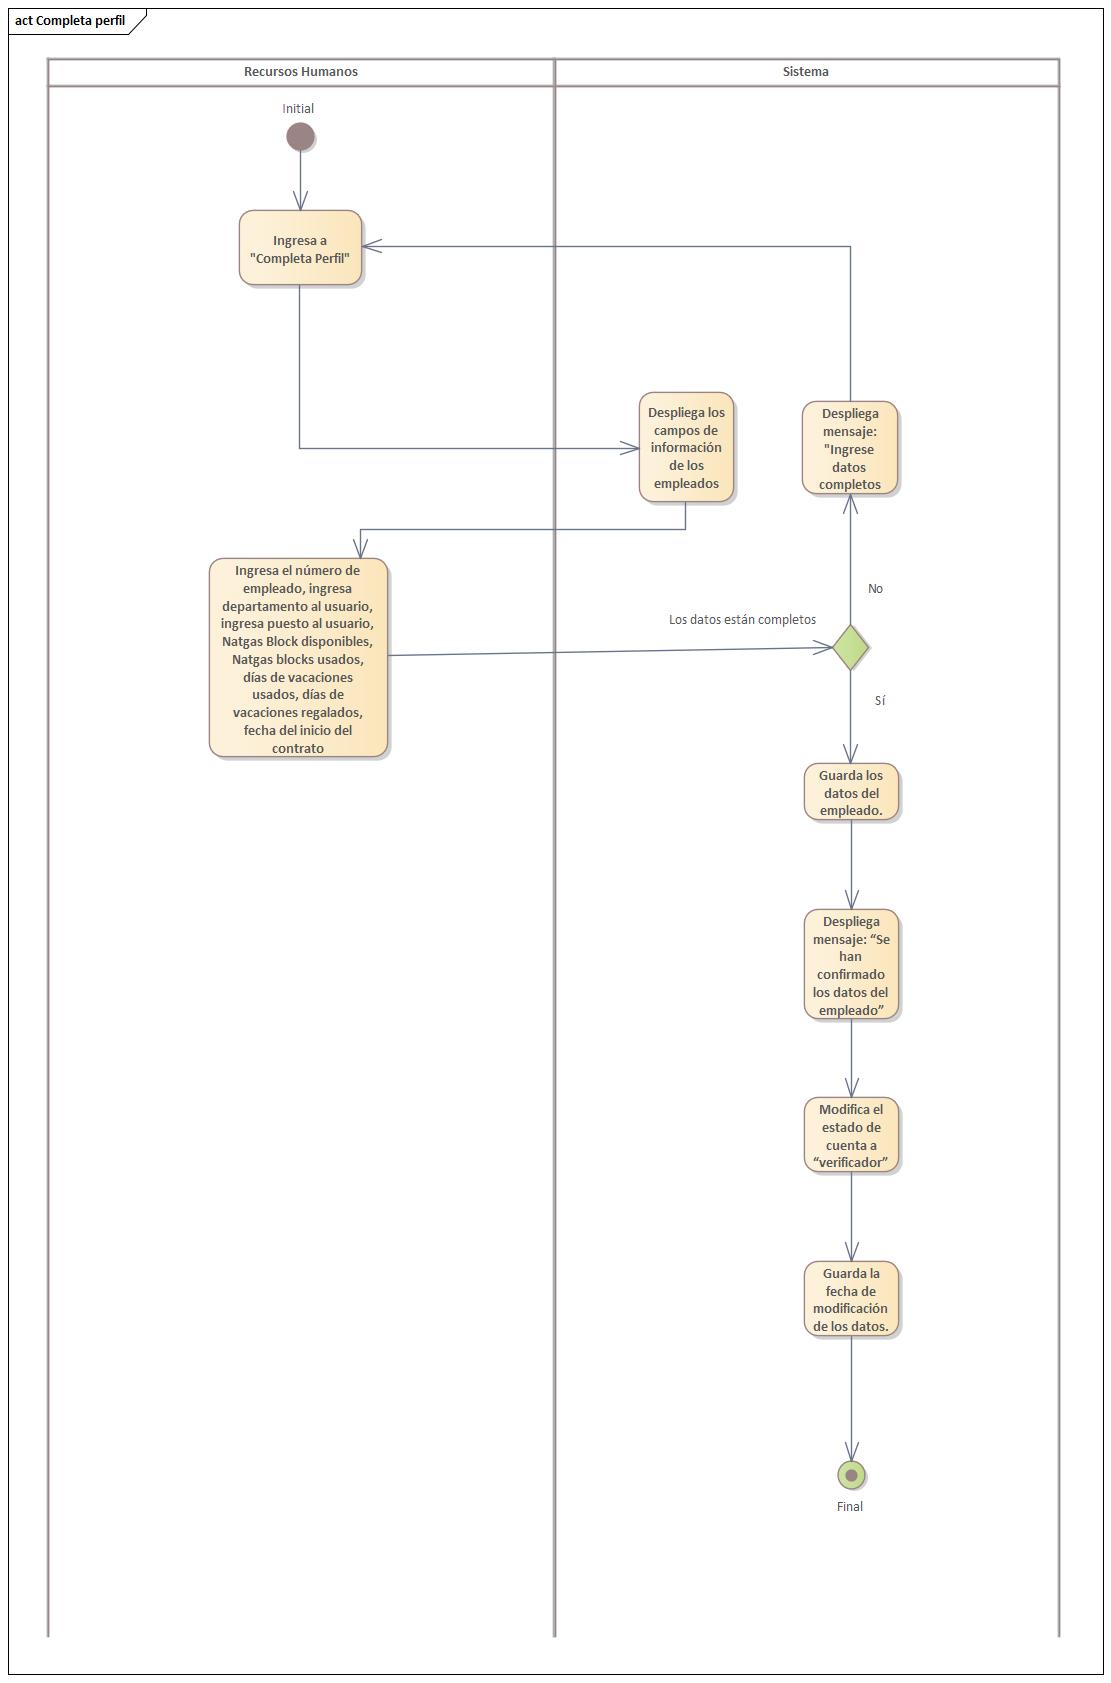 act Completa perfil
Recursos Humanos
Sistema
Initial
Ingresa a
"Completa Perfil"
Despliega los
campos de
información
de los
empleados
Despliega
mensaje:
"Ingrese
datos
completos
Ingresa el número de
empleado, ingresa
departamento al usuario,
ingresa puesto al usuario,
Natgas Block disponibles,
Natgas blocks usados,
días de vacaciones
usados, días de
vacaciones regalados,
fecha del inicio del
contrato
No
Los datos están completos
Sí
Guarda los
datos del
empleado.
Despliega
mensaje: “Se
han
confirmado
los datos del
empleado”
Modifica el
estado de
cuenta a
“verificador”
Guarda la
fecha de
modificación
de los datos.
Final